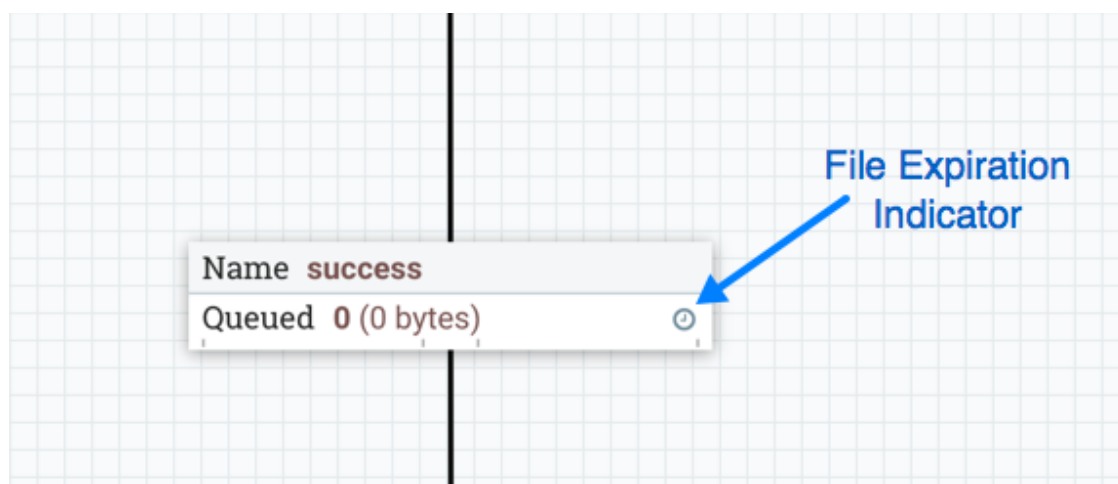 File Expiration
Indicator
Name success
Queued 0 (0 bytes)